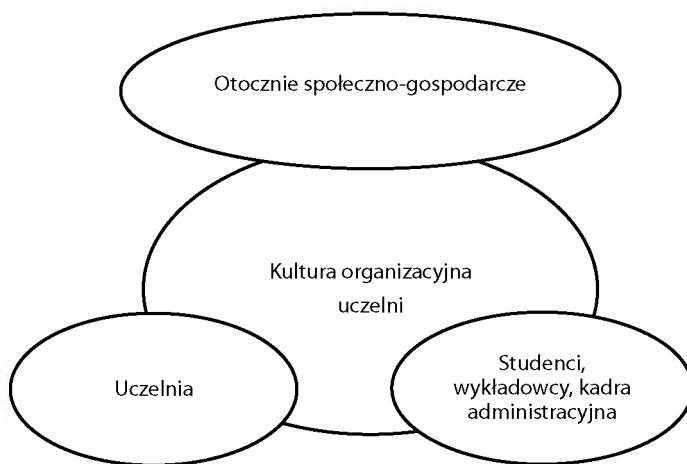 Otocznie społeczno-gospodarcze
Kultura organizacyjna
uczelni
Uczelnia
Studenci,
wykładowcy, kadra
administracyjna